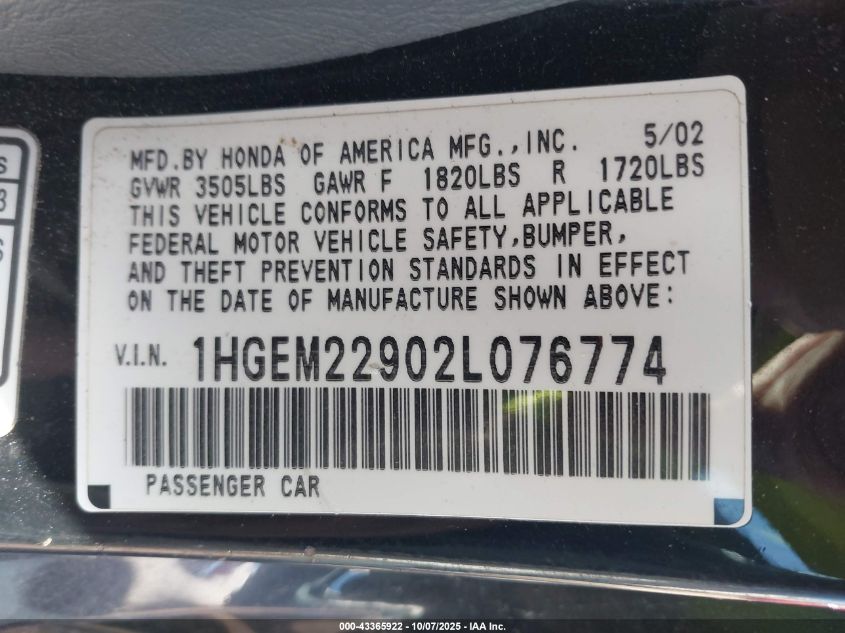 MFD.BY HONDA OF AMERICA MFG.,INC. 5/02
GVWR 3505LBS GAWR F 1820LBS R 1720LBS
THIS VEHICLE CONFORMS TO ALL APPLICABLE
FEDERAL MOTOR VEHICLE SAFETY,BUMPER,
AND THEFT PREVENTION STANDARDS IN EFFECT
ON THE DATE OF MANUFACTURE SHOWN ABOVE:
V.I.N. 1HGEM22902L076774
PASSENGER CAR
S
3
S
000-43365922 - 10/07/2025 - IAA Inc.